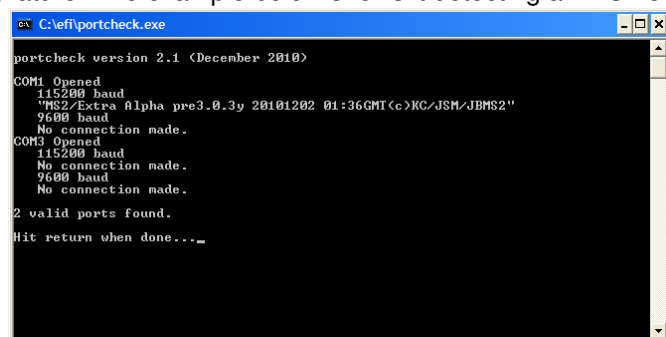 C:\efi\portcheck.exe
portcheck version 2.1 (December 2010)
COM1 Opened
115200 baud
"MS2/Extra Alpha pre3.0.3y 20101202 01:36GMT(c)KC/JSM/JBMS2"
9600 baud
No connection made.
COM3 Opened
115200 baud
No connection made.
9600 baud
No connection made.
2 valid ports found.
Hit return when done..._